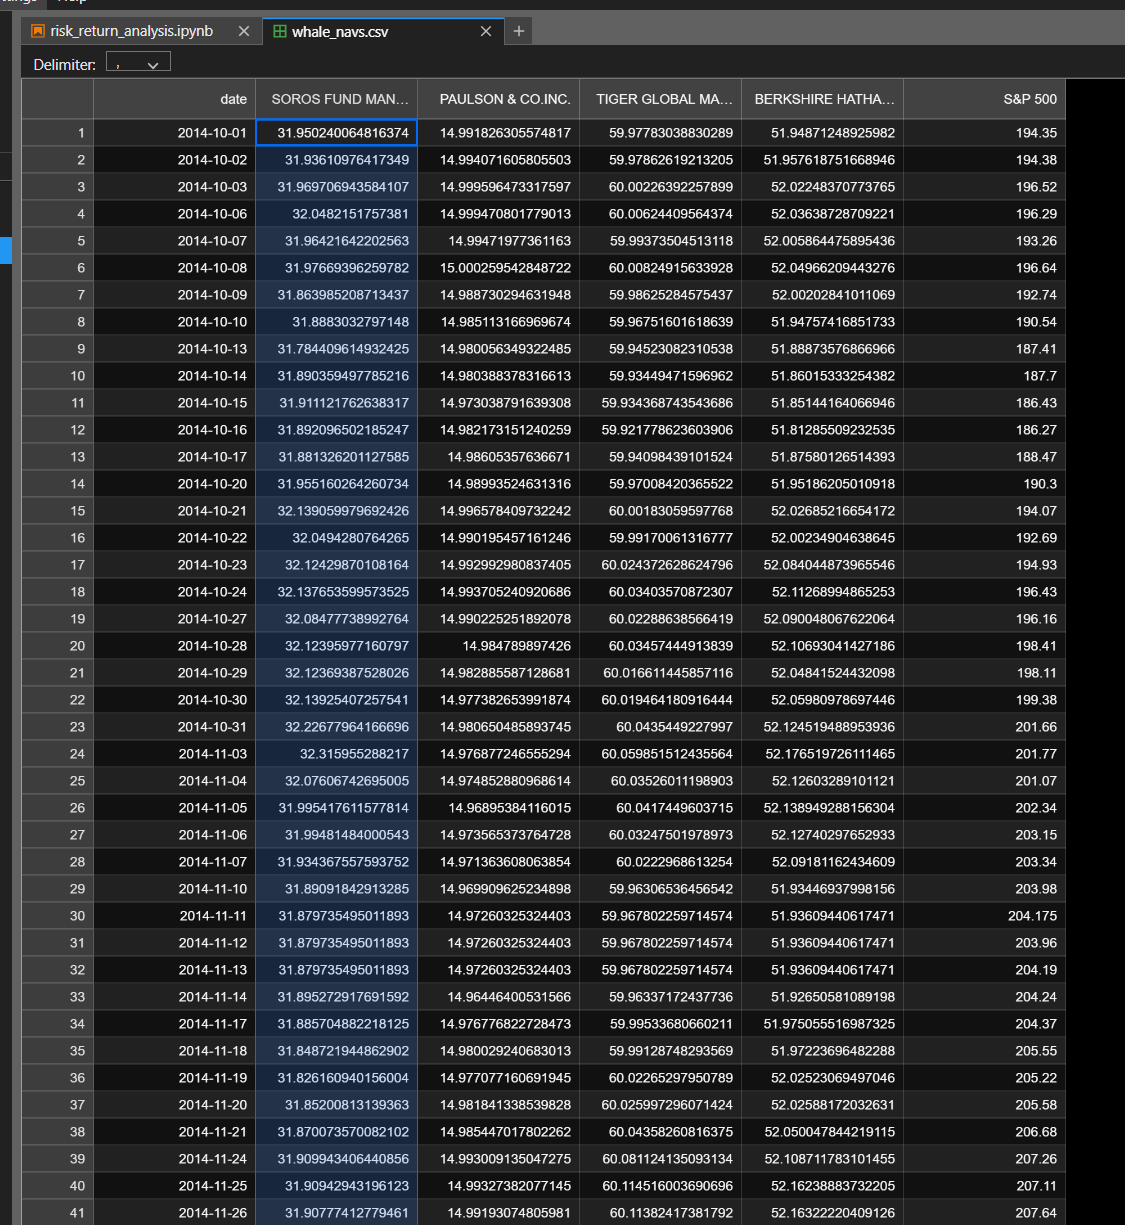 risk_return_analysis.ipynb × whale_navs.csv × +
Delimiter: ,
date SOROS FUND MAN... PAULSON & CO.INC. TIGER GLOBAL MA... BERKSHIRE HATHA... S&P 500
1 2014-10-01 31.950240064816374 14.991826305574817 59.97783038830289 51.94871248925982 194.35
2 2014-10-02 31.93610976417349 14.994071605805503 59.97862619213205 51.957618751668946 194.38
3 2014-10-03 31.969706943584107 14.999596473317597 60.00226392257899 52.02248370773765 196.52
4 2014-10-06 32.0482151757381 14.999470801779013 60.00624409564374 52.03638728709221 196.29
5 2014-10-07 31.96421642202563 14.99471977361163 59.99373504513118 52.005864475895436 193.26
6 2014-10-08 31.97669396259782 15.000259542848722 60.00824915633928 52.04966209443276 196.64
7 2014-10-09 31.863985208713437 14.988730294631948 59.98625284575437 52.00202841011069 192.74
8 2014-10-10 31.8883032797148 14.985113166969674 59.96751601618639 51.94757416851733 190.54
9 2014-10-13 31.784409614932425 14.980056349322485 59.94523082310538 51.88873576866966 187.41
10 2014-10-14 31.890359497785216 14.980388378316613 59.93449471596962 51.86015333254382 187.7
11 2014-10-15 31.911121762638317 14.973038791639308 59.934368743543686 51.85144164066946 186.43
12 2014-10-16 31.892096502185247 14.982173151240259 59.921778623603906 51.81285509232535 186.27
13 2014-10-17 31.881326201127585 14.98605357636671 59.94098439101524 51.87580126514393 188.47
14 2014-10-20 31.955160264260734 14.98993524631316 59.97008420365522 51.95186205010918 190.3
15 2014-10-21 32.139059979692426 14.996578409732242 60.00183059597768 52.02685216654172 194.07
16 2014-10-22 32.0494280764265 14.990195457161246 59.99170061316777 52.00234904638645 192.69
17 2014-10-23 32.12429870108164 14.992992980837405 60.024372628624796 52.084044873965546 194.93
18 2014-10-24 32.137653599573525 14.993705240920686 60.03403570872307 52.11268994865253 196.43
19 2014-10-27 32.08477738992764 14.990225251892078 60.02288638566419 52.090048067622064 196.16
20 2014-10-28 32.12395977160797 14.984789897426 60.03457444913839 52.10693041427186 198.41
21 2014-10-29 32.12369387528026 14.982885587128681 60.016611445857116 52.04841524432098 198.11
22 2014-10-30 32.13925407257541 14.977382653991874 60.019464180916444 52.05980978697446 199.38
23 2014-10-31 32.22677964166696 14.980650485893745 60.0435449227997 52.124519488953936 201.66
24 2014-11-03 32.315955288217 14.976877246555294 60.059851512435564 52.176519726111465 201.77
25 2014-11-04 32.07606742695005 14.974852880968614 60.03526011198903 52.12603289101121 201.07
26 2014-11-05 31.995417611577814 14.96895384116015 60.0417449603715 52.138949288156304 202.34
27 2014-11-06 31.99481484000543 14.973565373764728 60.03247501978973 52.12740297652933 203.15
28 2014-11-07 31.934367557593752 14.971363608063854 60.0222968613254 52.09181162434609 203.34
29 2014-11-10 31.89091842913285 14.969909625234898 59.96306536456542 51.93446937998156 203.98
30 2014-11-11 31.879735495011893 14.97260325324403 59.967802259714574 51.93609440617471 204.175
31 2014-11-12 31.879735495011893 14.97260325324403 59.967802259714574 51.93609440617471 203.96
32 2014-11-13 31.879735495011893 14.97260325324403 59.967802259714574 51.93609440617471 204.19
33 2014-11-14 31.895272917691592 14.96446400531566 59.96337172437736 51.92650581089198 204.24
34 2014-11-17 31.885704882218125 14.976776822728473 59.99533680660211 51.975055516987325 204.37
35 2014-11-18 31.848721944862902 14.980029240683013 59.99128748293569 51.97223696482288 205.55
36 2014-11-19 31.826160940156004 14.977077160691945 60.02265297950789 52.02523069497046 205.22
37 2014-11-20 31.85200813139363 14.981841338539828 60.025997296071424 52.02588172032631 205.58
38 2014-11-21 31.870073570082102 14.985447017802262 60.04358260816375 52.050047844219115 206.68
39 2014-11-24 31.909943406440856 14.993009135047275 60.081124135093134 52.108711783101455 207.26
40 2014-11-25 31.90942943196123 14.99327382077145 60.114516003690696 52.16238883732205 207.11
41 2014-11-26 31.90777412779461 14.99193074805981 60.11382417381792 52.16322220409126 207.64